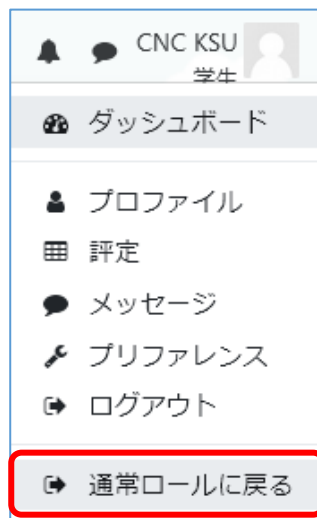 CNC KSU
学生
ダッシュボード
プロファイル
評定
メッセージ
プリファレンス
ログアウト
通常ロールに戻る